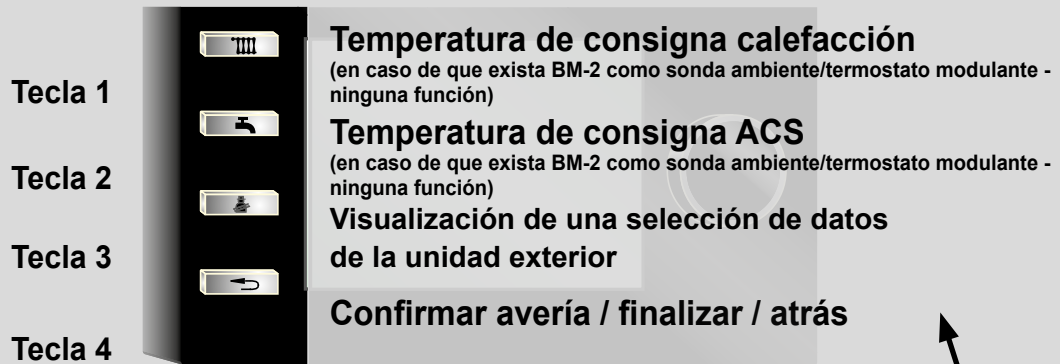 Temperatura de consigna calefacción
(en caso de que exista BM-2 como sonda ambiente/termostato modulante -
ninguna función)
Tecla 1
Temperatura de consigna ACS
(en caso de que exista BM-2 como sonda ambiente/termostato modulante -
ninguna función)
Tecla 2
Visualización de una selección de datos
de la unidad exterior
Tecla 3
Confirmar avería / finalizar / atrás
Tecla 4